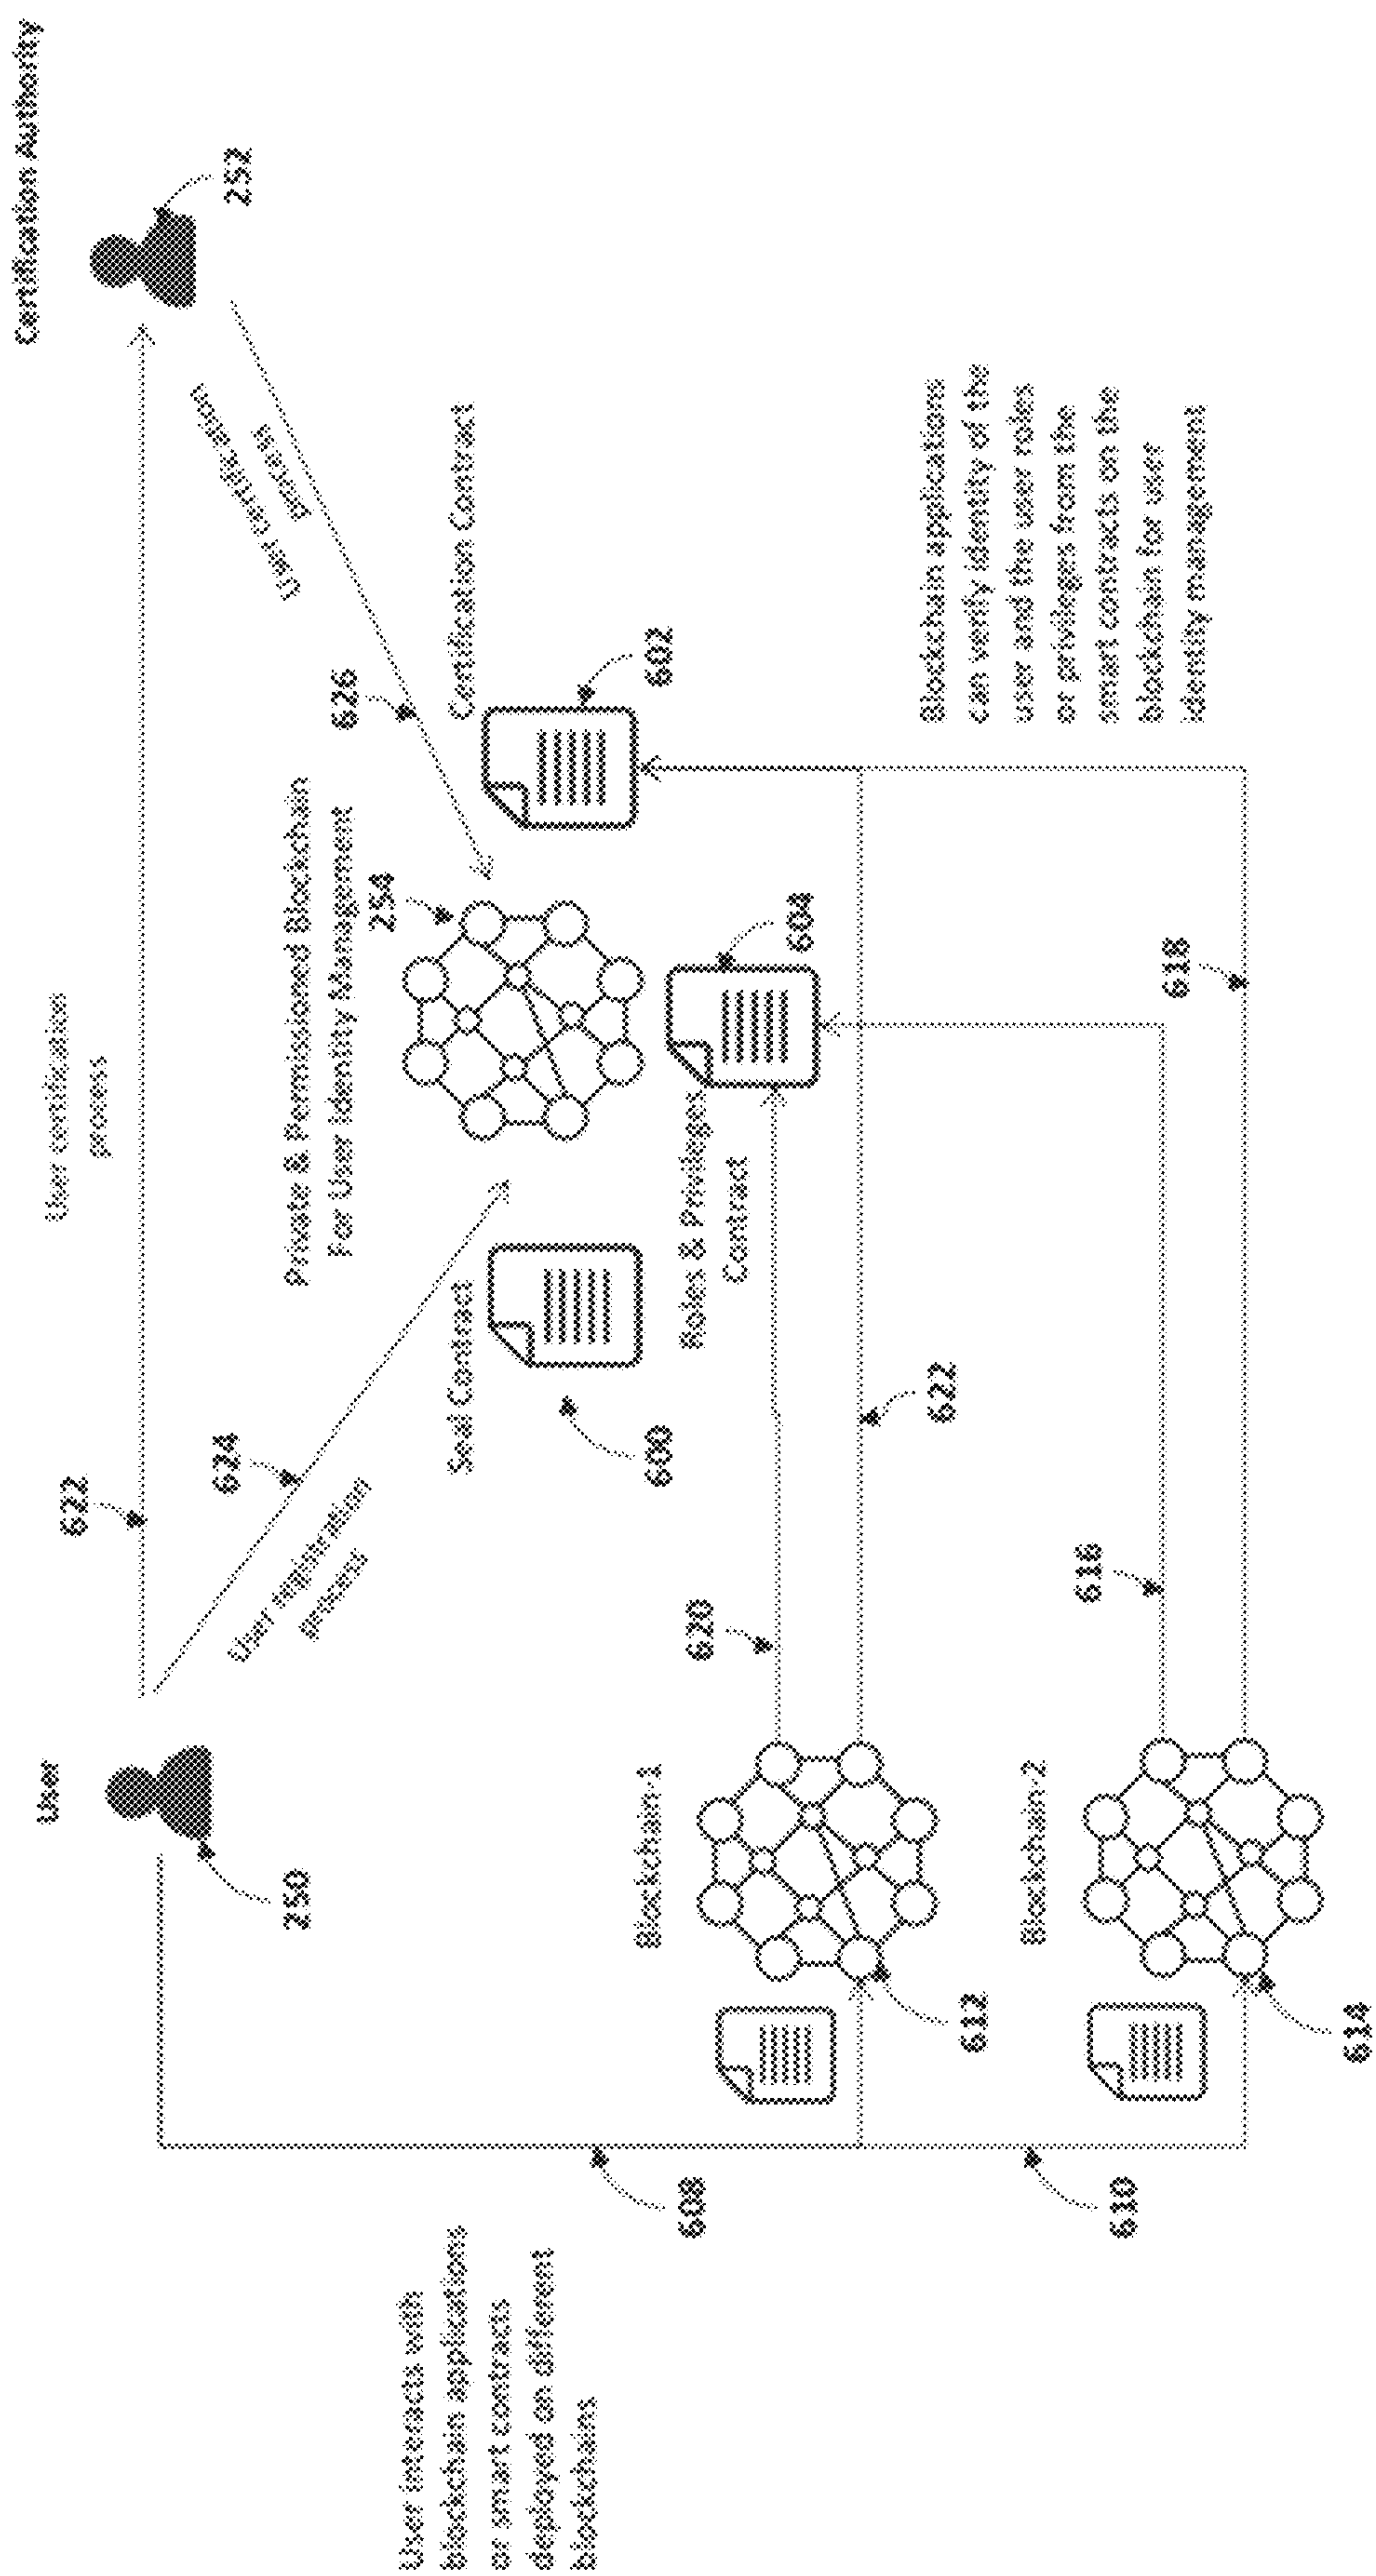 Certification Authority
252
User certification
process
User certification
process
626
Certification Contract
602
Private & Permissioned Blockchain
For User Identity Management
254
604
622
User
250
624
User registration
process
Seal Contract
600
Roles & Privileges
Contract
Blockchain applications
can verify identity of the
user and the user roles
or privileges from the
smart contracts on the
blockchain for user
identity management
618
620
622
616
Blockchain-1
612
Blockchain-2
614
608
610
User interacts with
blockchain applications
or smart contracts
deployed on different
blockchains